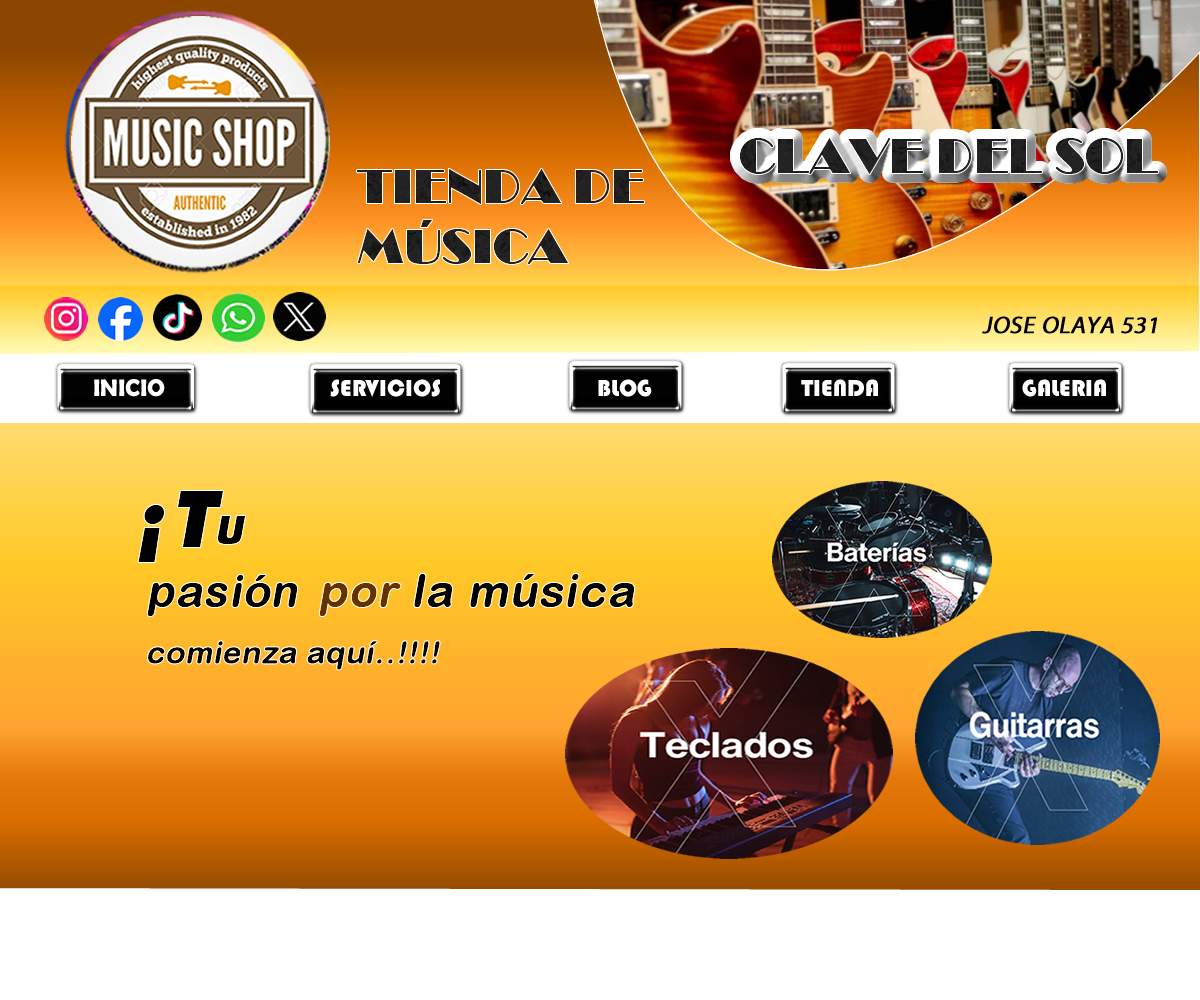 highest quality products
MUSIC SHOP
AUTHENTIC
established in 1982
TIENDA DE
MÚSICA
CLAVE DEL SOL
JOSE OLAYA 531
INICIO
SERVICIOS
BLOG
TIENDA
GALERIA
¡Tu
pasión por la música
comienza aquí..!!!!
Baterías
Teclados
Guitarras